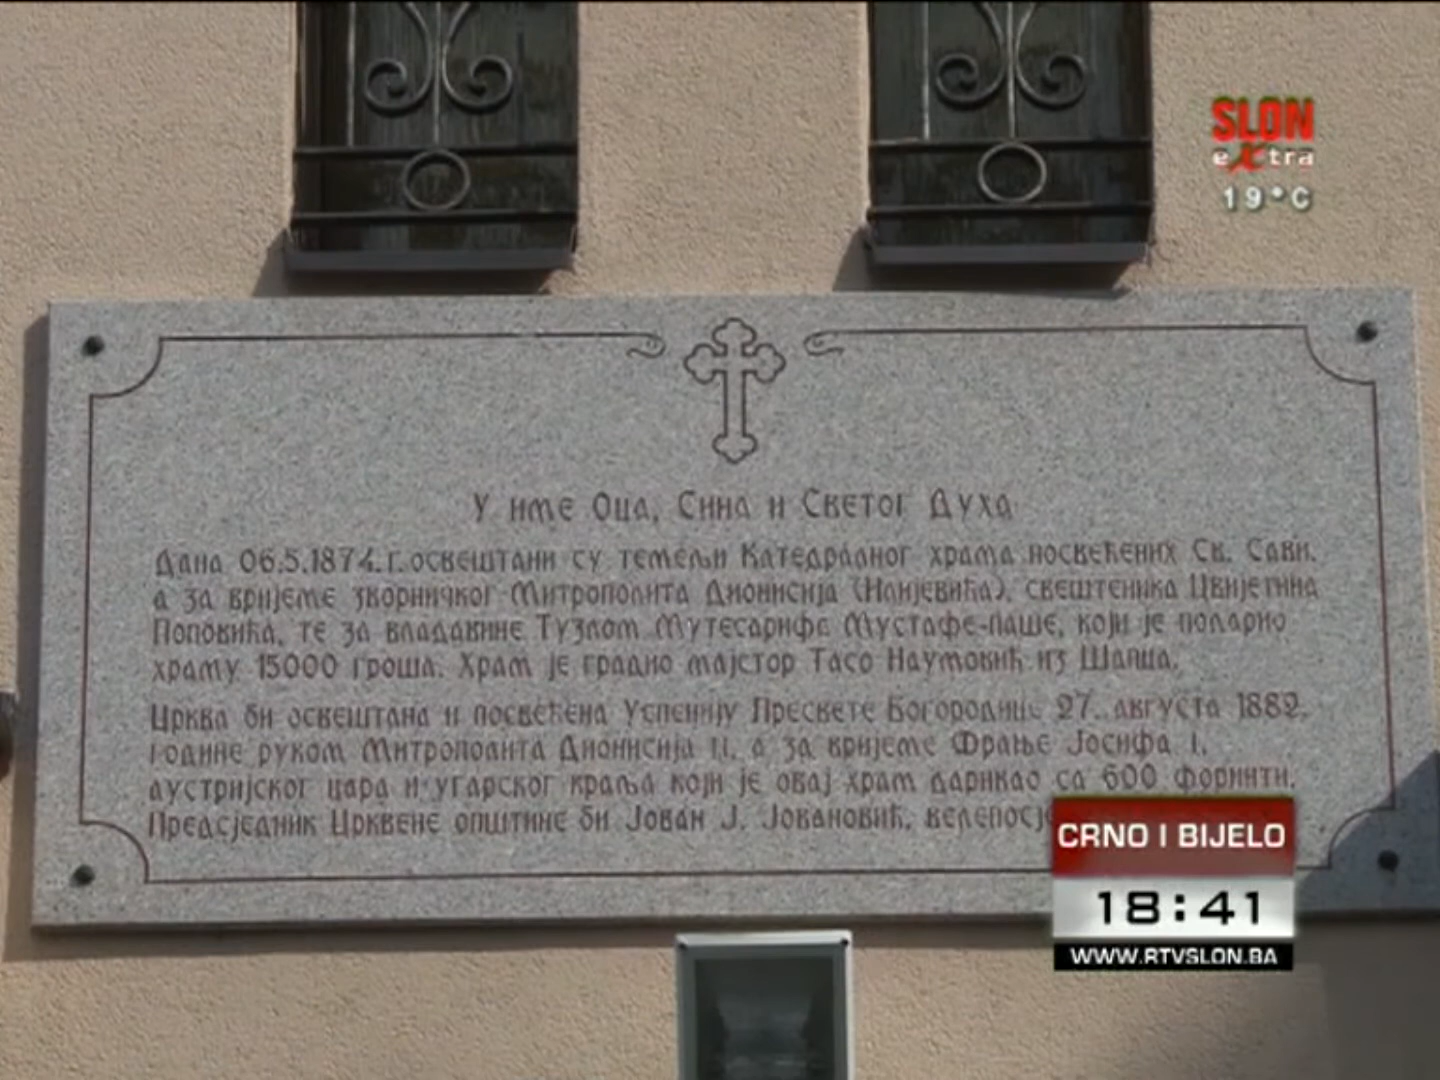 SLON
extra
19°C
У име Оца, Сина и Светог Духа
Дана 06.5.1874.г.освештани су темељи Катедралног храма посвећених Св. Сави,
а за вријеме зворничког Митрополита Дионисија (Илијевића), свештеника Цвијетина
Поповића, те за владавине Тузлом Мутесарифе Мустафе-паше, који је поларио
храму 15000 гроша. Храм је градио мајстор Тасо Наумовић из Шапца.
Црква би освештана и посвећена Успенију Пресвете Богородице 27. августа 1882.
године руком Митрополита Дионисија II, а за вријеме Фрање Јосифа I,
аустријског цара и угарског краља који је овај храм даривао са 600 форинти.
Предсједник Црквене општине би Јован Ј. Јовановић,
CRNO I BIJELO
18:41
WWW.RTVSLON.BA